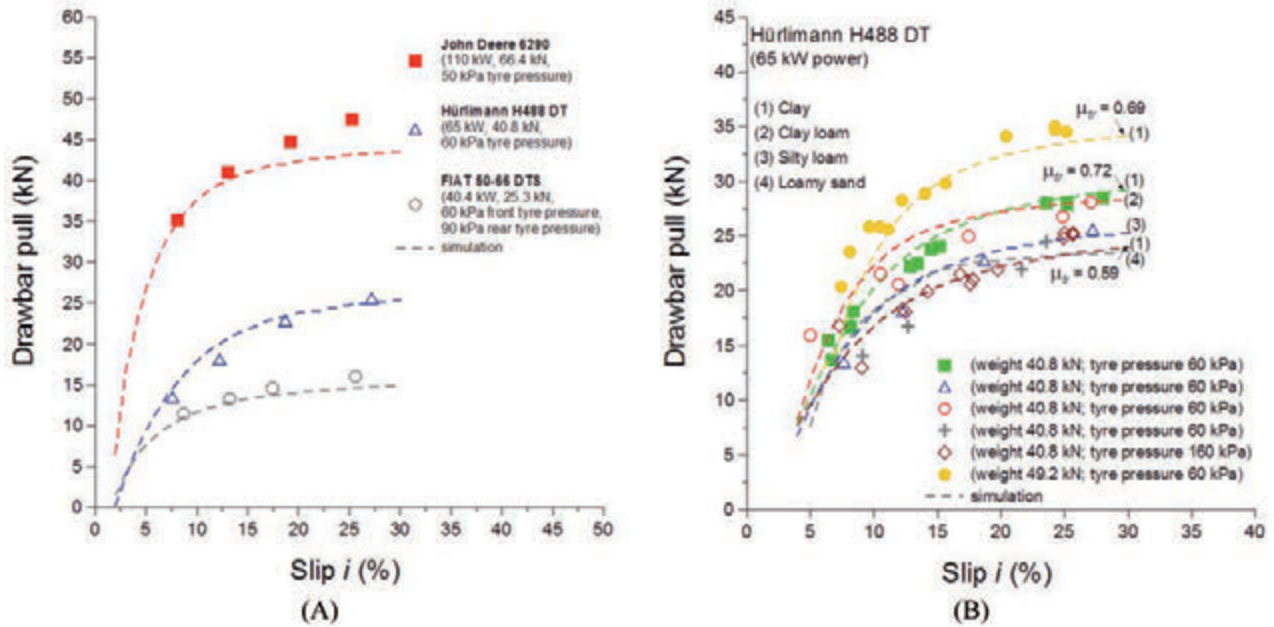 60
55
50
45
40
35
30
25
20
15
10
5
0
Drawbar pull (kN)
0 5 10 15 20 25 30 35 40 45 50
Slip i (%)
John Deere 6290
(110 kW, 66.4 kN,
50 kPa tyre pressure)
Hürlimann H488 DT
(65 kW, 40.8 kN,
60 kPa tyre pressure)
FIAT 50-66 DTS
(40.4 kW, 25.3 kN,
60 kPa front tyre pressure,
90 kPa rear tyre pressure)
simulation
(A)
45
40
35
30
25
20
15
10
5
0
Drawbar pull (kN)
0 5 10 15 20 25 30 35 40
Slip i (%)
Hürlimann H488 DT
(65 kW power)
(1) Clay
(2) Clay loam
(3) Silty loam
(4) Loamy sand
μtr = 0.69
(1)
μtr = 0.72
(1)
(2)
(3)
(1)
(4)
μtr = 0.59
(weight 40.8 kN; tyre pressure 60 kPa)
(weight 40.8 kN; tyre pressure 60 kPa)
(weight 40.8 kN; tyre pressure 60 kPa)
(weight 40.8 kN; tyre pressure 60 kPa)
(weight 40.8 kN; tyre pressure 160 kPa)
(weight 49.2 kN; tyre pressure 60 kPa)
simulation
(B)